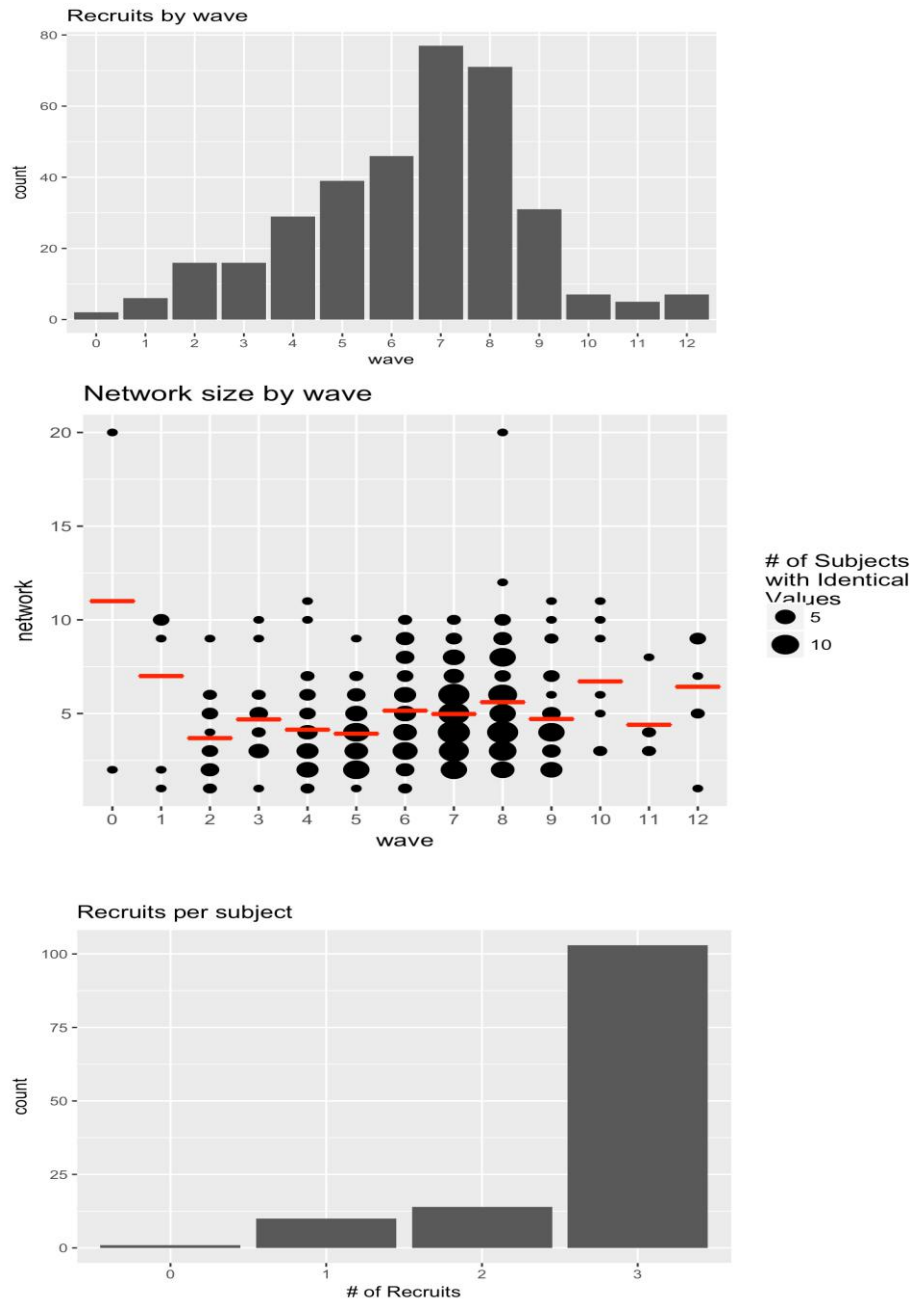 Recruits by wave
80
60
40
20
0
count
0 1 2 3 4 5 6 7 8 9 10 11 12
wave
Network size by wave
20
15
10
5
network
0 1 2 3 4 5 6 7 8 9 10 11 12
wave
# of Subjects
with Identical
Values
5
10
Recruits per subject
100
75
50
25
0
count
0 1 2 3
# of Recruits